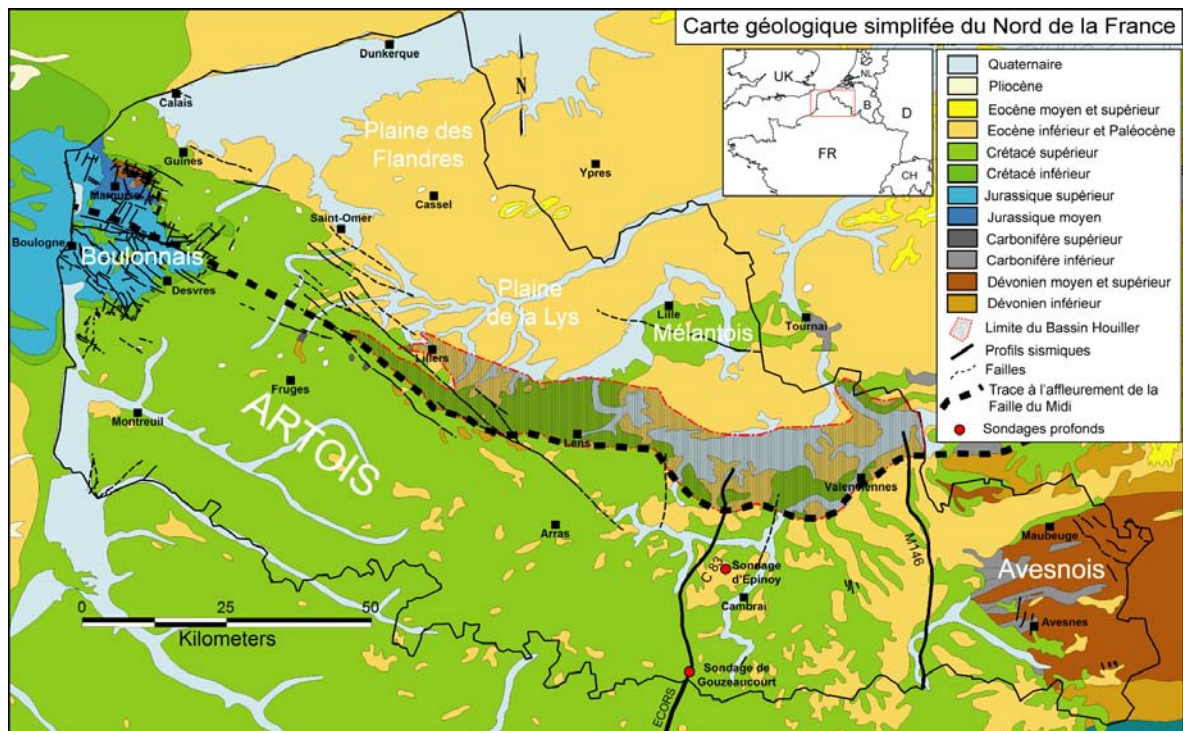 Carte géologique simplifée du Nord de la France
UK
NL
B
D
FR
CH
Quaternaire
Pliocène
Eocène moyen et supérieur
Eocène inférieur et Paléocène
Crétacé supérieur
Crétacé inférieur
Jurassique supérieur
Jurassique moyen
Carbonifère supérieur
Carbonifère inférieur
Dévonien moyen et supérieur
Dévonien inférieur
Limite du Bassin Houiller
Profils sismiques
Failles
Trace à l'affleurement de la
Faille du Midi
Sondages profonds
N
Dunkerque
Calais
Plaine des
Flandres
Guines
Ypres
Marquise
Cassel
Saint-Omer
Boulogne
Boulonnais
Desvres
Plaine
de la Lys
Lille
Mélantois
Tournai
Lillers
Fruges
Montreuil
ARTOIS
Lens
Valenciennes
Arras
Maubeuge
Avesnois
Avesnes
C 83
M146
Sonnage
d'Epinoy
Cambrai
Sondage de
Gouzeaucourt
ECORS
0 25 50
Kilometers